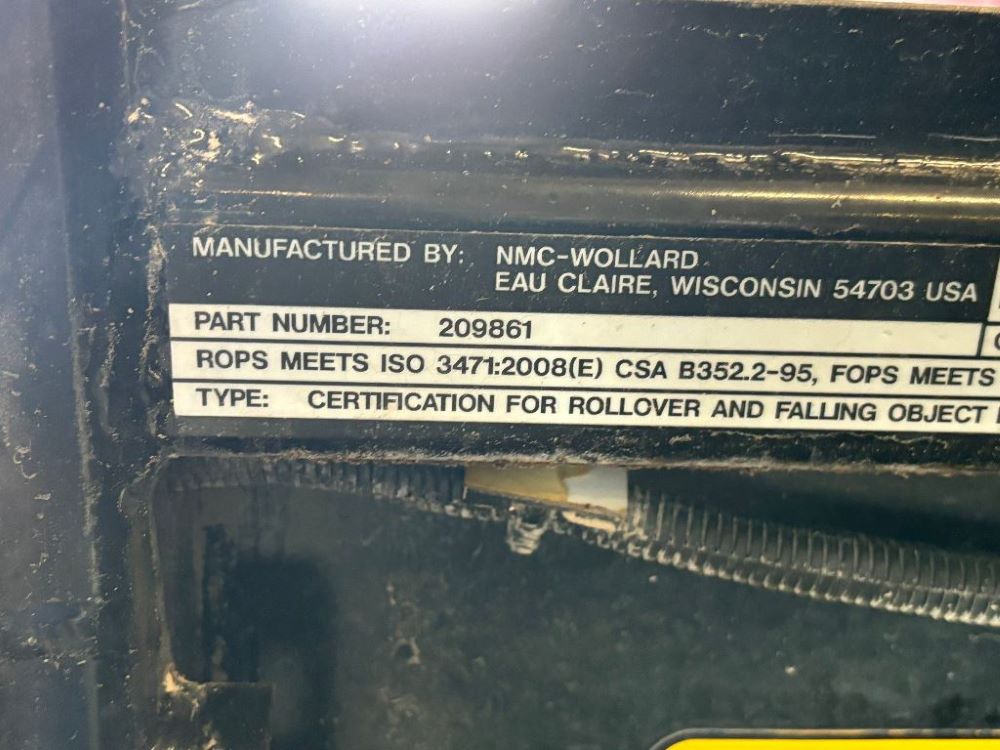 MANUFACTURED BY: NMC-WOLLARD
EAU CLAIRE, WISCONSIN 54703 USA
PART NUMBER: 209861
ROPS MEETS ISO 3471:2008(E) CSA B352.2-95, FOPS MEETS
TYPE: CERTIFICATION FOR ROLLOVER AND FALLING OBJECT